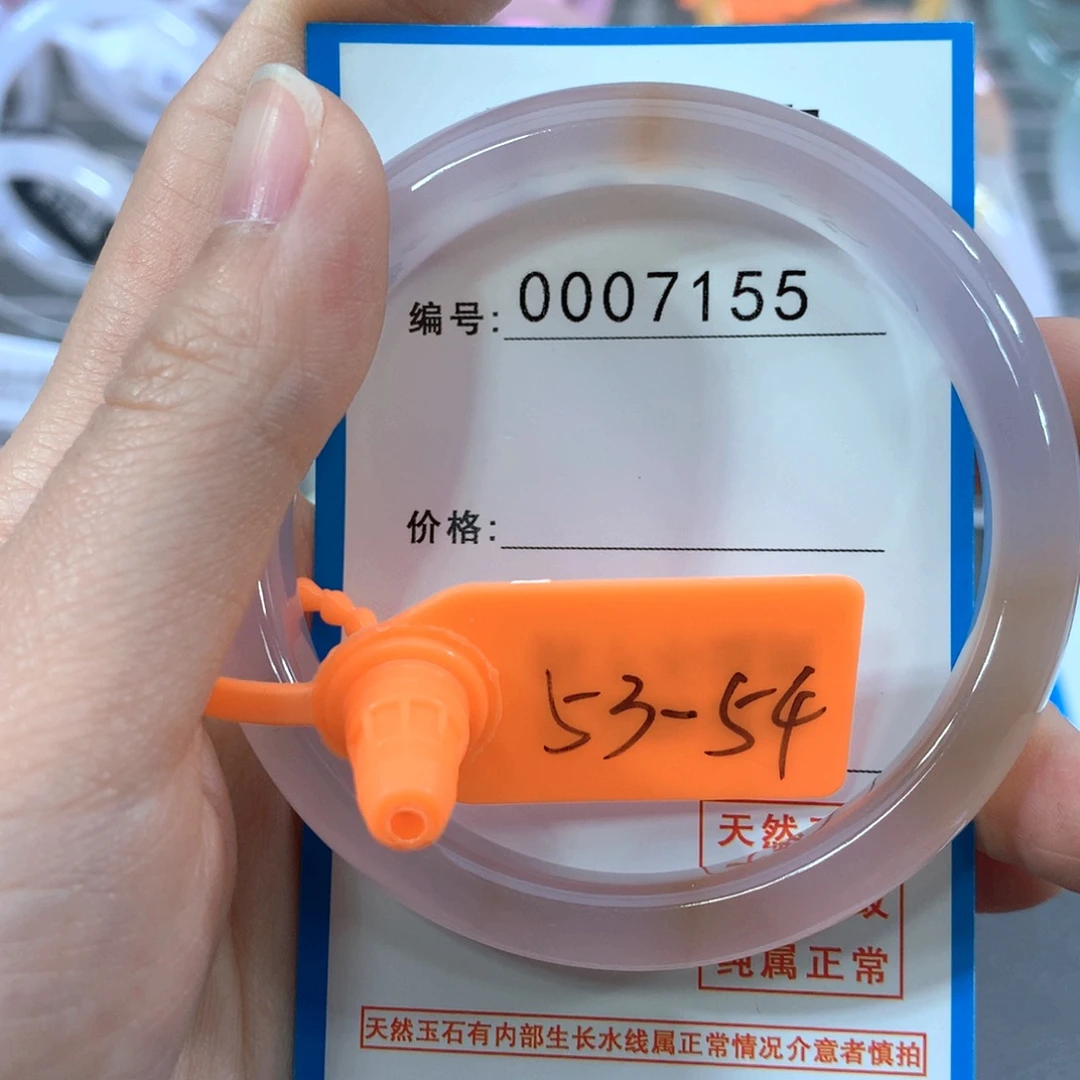 编号: 0007155
价格:
53-54
天然
纯属正常
天然玉石有内部生长水线属正常情况介意者慎拍